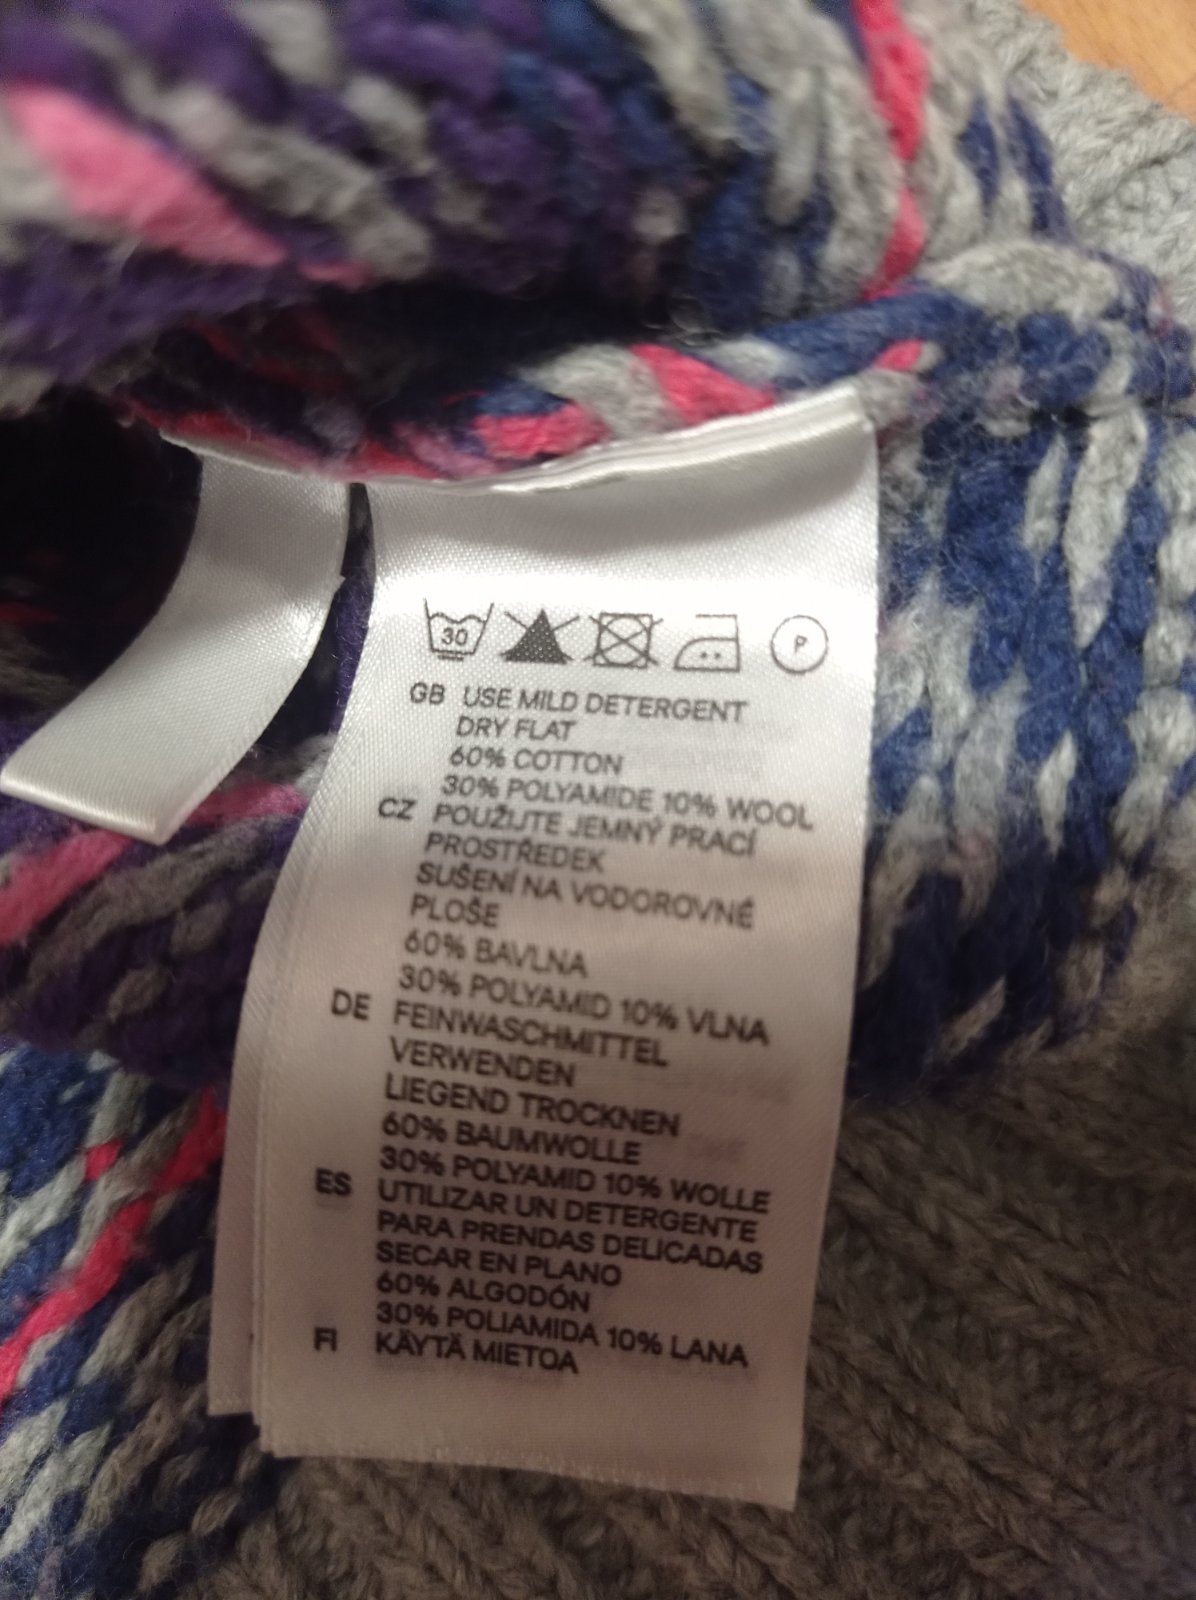 30 P
GB USE MILD DETERGENT
DRY FLAT
60% COTTON
30% POLYAMIDE 10% WOOL
CZ POUŽIJTE JEMNÝ PRACÍ
PROSTŘEDEK
SUŠENÍ NA VODOROVNÉ
PLOŠE
60% BAVLNA
30% POLYAMID 10% VLNA
DE FEINWASCHMITTEL
VERWENDEN
LIEGEND TROCKNEN
60% BAUMWOLLE
30% POLYAMID 10% WOLLE
ES UTILIZAR UN DETERGENTE
PARA PRENDAS DELICADAS
SECAR EN PLANO
60% ALGODÓN
30% POLIAMIDA 10% LANA
FI KÄYTÄ MIETOA